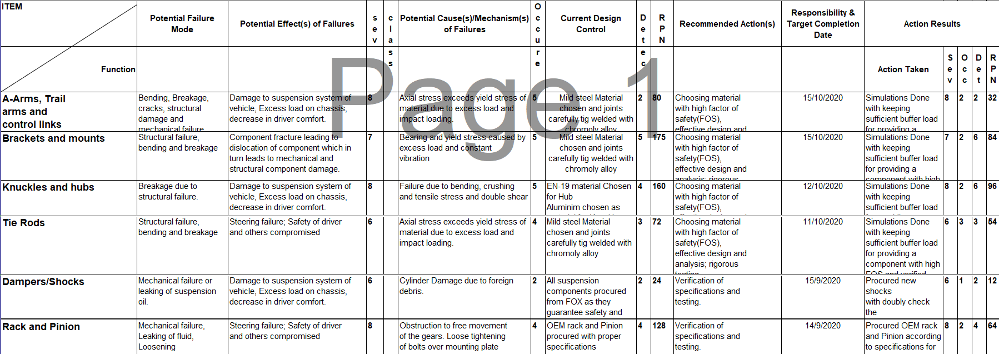 ITEM
Function
Potential Failure
Mode
Potential Effect(s) of Failures
s
e
v
c
l
a
s
s
Potential Cause(s)/Mechanism(s)
of Failures
O
c
c
u
r
e
Current Design
Control
D
e
t
e
c
R
P
N
Recommended Action(s)
Responsibility &
Target Completion
Date
Action Results
Action Taken
S
e
v
O
c
c
D
e
t
R
P
N
Page 1
A-Arms, Trail
arms and
control links
Bending, Breakage,
cracks, structural
damage and
mechanical failure
Damage to suspension system of
vehicle, Excess load on chassis,
decrease in driver comfort.
8
Axial stress exceeds yield stress of
material due to excess load and
impact loading.
5
Mild steel Material
chosen and joints
carefully tig welded with
chromoly alloy
2
80
Choosing material
with high factor of
safety(FOS),
effective design and
15/10/2020
Simulations Done
with keeping
sufficient buffer load
for providing a
8
2
2
32
Brackets and mounts
Structural failure,
bending and breakage
Component fracture leading to
dislocation of component which in
turn leads to mechanical and
structural component damage.
7
Bearing and yield stress caused by
excess load and constant
vibration
5
Mild steel Material
chosen and joints
carefully tig welded with
chromoly alloy
5
175
Choosing material
with high factor of
safety(FOS),
effective design and
analysis; rigorous
15/10/2020
Simulations Done
with keeping
sufficient buffer load
for providing a
component with high
7
2
6
84
Knuckles and hubs
Breakage due to
structural failure.
Damage to suspension system of
vehicle, Excess load on chassis,
decrease in driver comfort.
8
Failure due to bending, crushing
and tensile stress and double shear
5
EN-19 material Chosen
for Hub
Aluminim chosen as
4
160
Choosing material
with high factor of
safety(FOS),
12/10/2020
Simulations Done
with keeping
sufficient buffer load
8
2
6
96
Tie Rods
Structural failure,
bending and breakage
Steering failure; Safety of driver
and others compromised
6
Axial stress exceeds yield stress of
material due to excess load and
impact loading.
4
Mild steel Material
chosen and joints
carefully tig welded with
chromoly alloy
3
72
Choosing material
with high factor of
safety(FOS),
effective design and
analysis; rigorous
testing
11/10/2020
Simulations Done
with keeping
sufficient buffer load
for providing a
component with high
FOS and verified
6
3
3
54
Dampers/Shocks
Mechanical failure or
leaking of suspension
oil.
Damage to suspension system of
vehicle, Excess load on chassis,
decrease in driver comfort.
6
Cylinder Damage due to foreign
debris.
2
All suspension
components procured
from FOX as they
guarantee safety and
2
24
Verification of
specifications and
testing.
15/9/2020
Procured new
shocks
with doubly check
the
6
1
2
12
Rack and Pinion
Mechanical failure,
Leaking of fluid,
Loosening
Steering failure; Safety of driver
and others compromised
8
Obstruction to free movement
of the gears. Loose tightening
of bolts over mounting plate
4
OEM rack and Pinion
procured with proper
specifications
4
128
Verification of
specifications and
testing.
14/9/2020
Procured OEM rack
and Pinion according
to specifications for
8
2
4
64